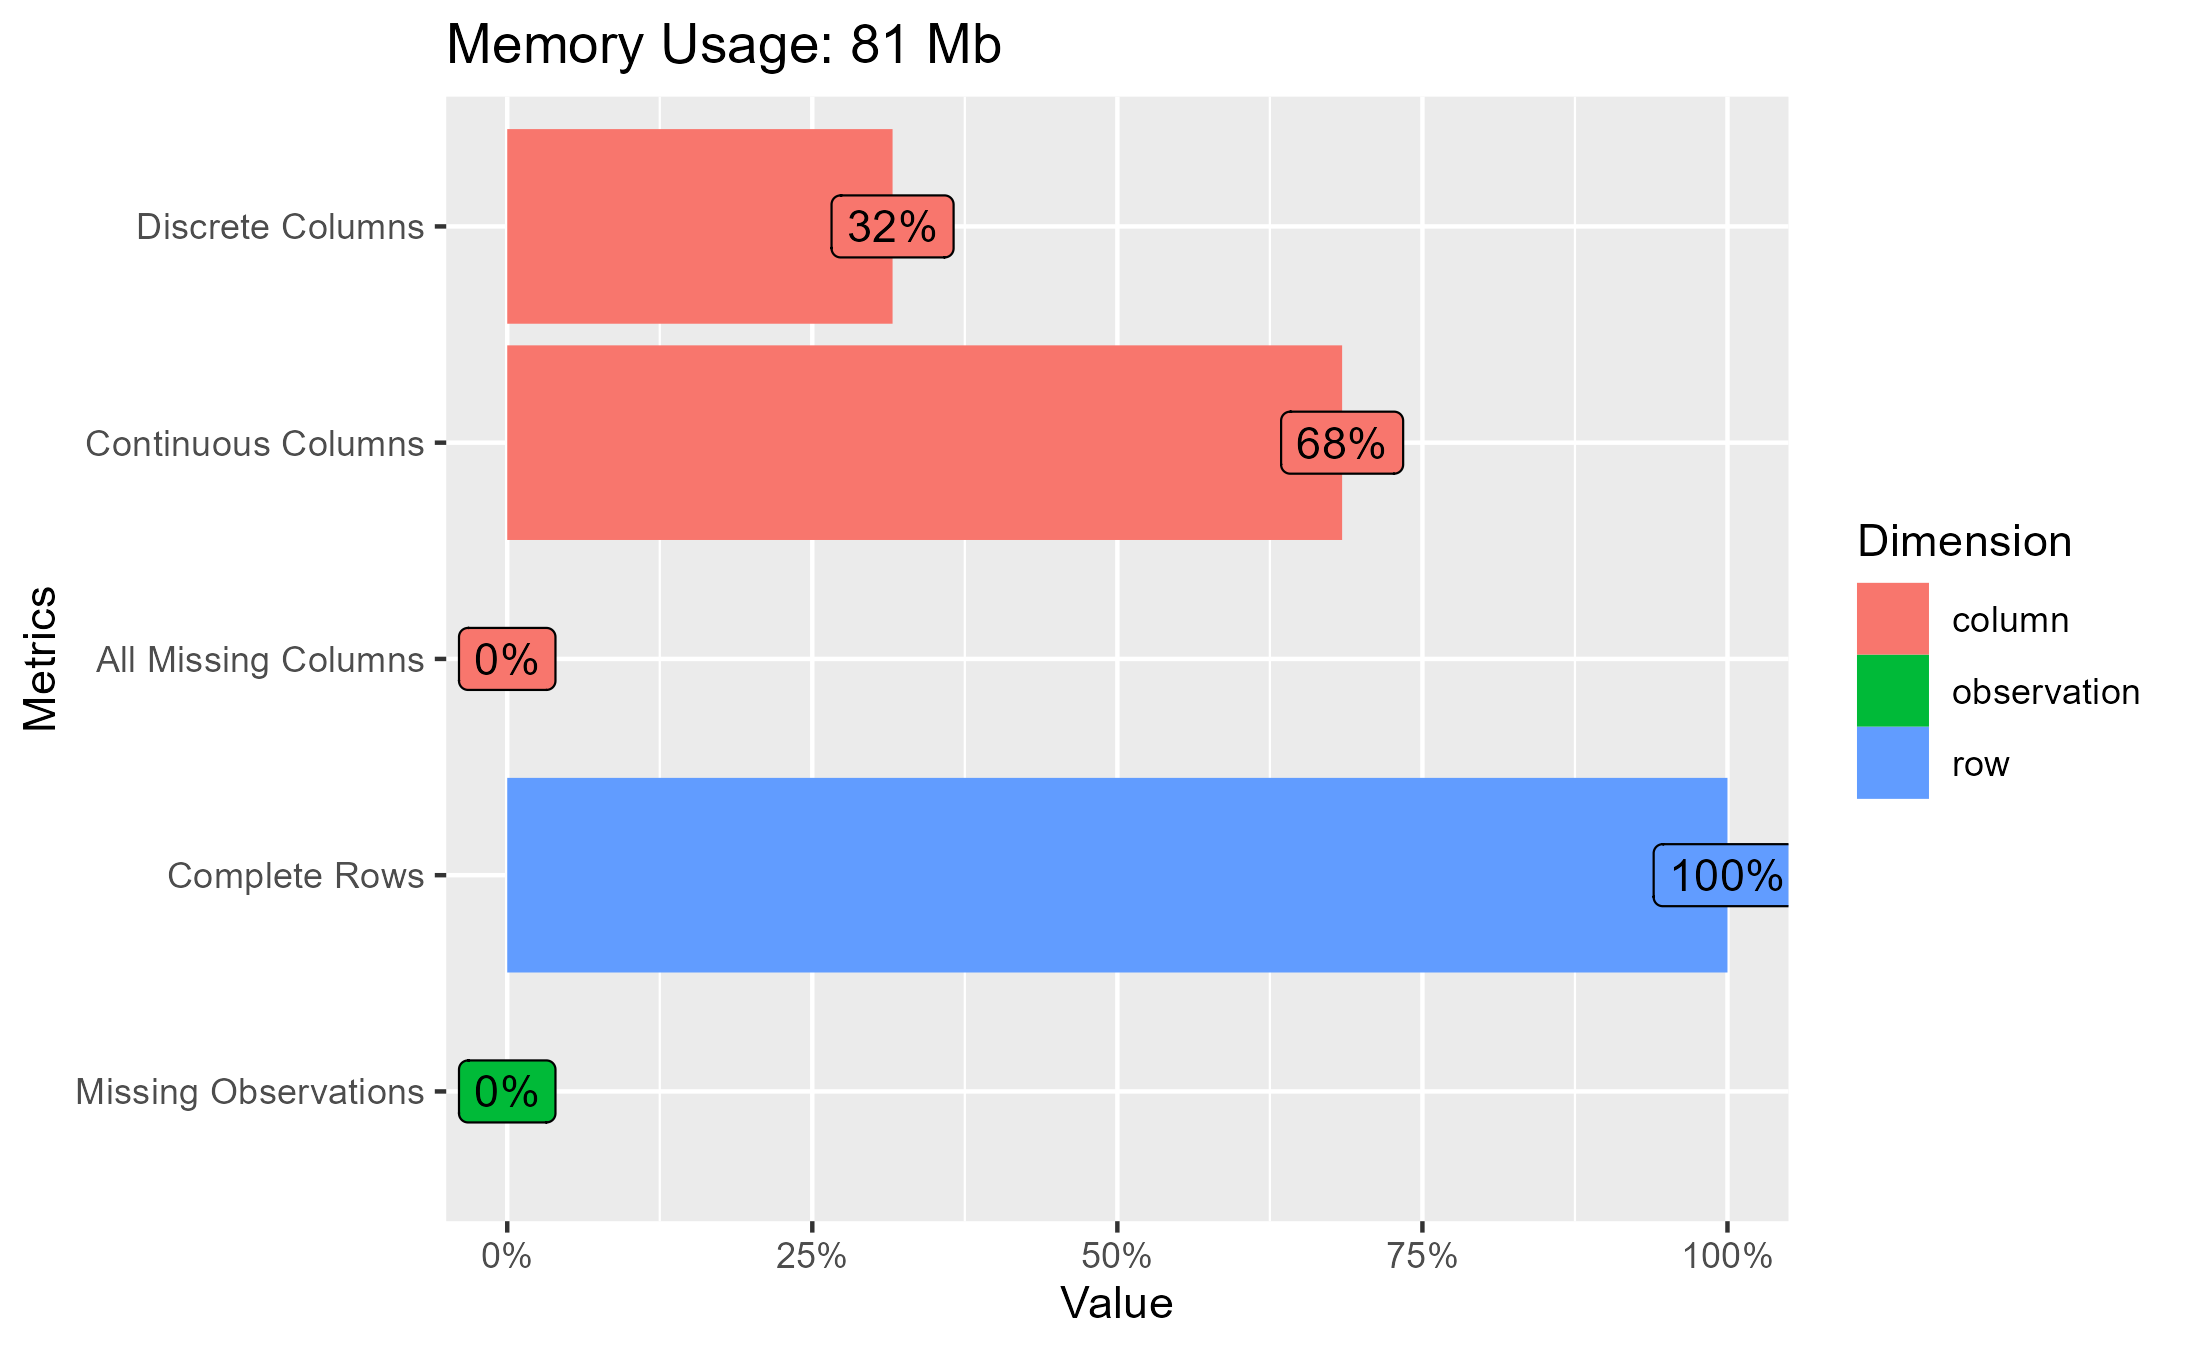 Memory Usage: 81 Mb
Metrics
Discrete Columns
32%
Continuous Columns
68%
All Missing Columns
0%
Complete Rows
100%
Missing Observations
0%
0% 25% 50% 75% 100%
Value
Dimension
column
observation
row